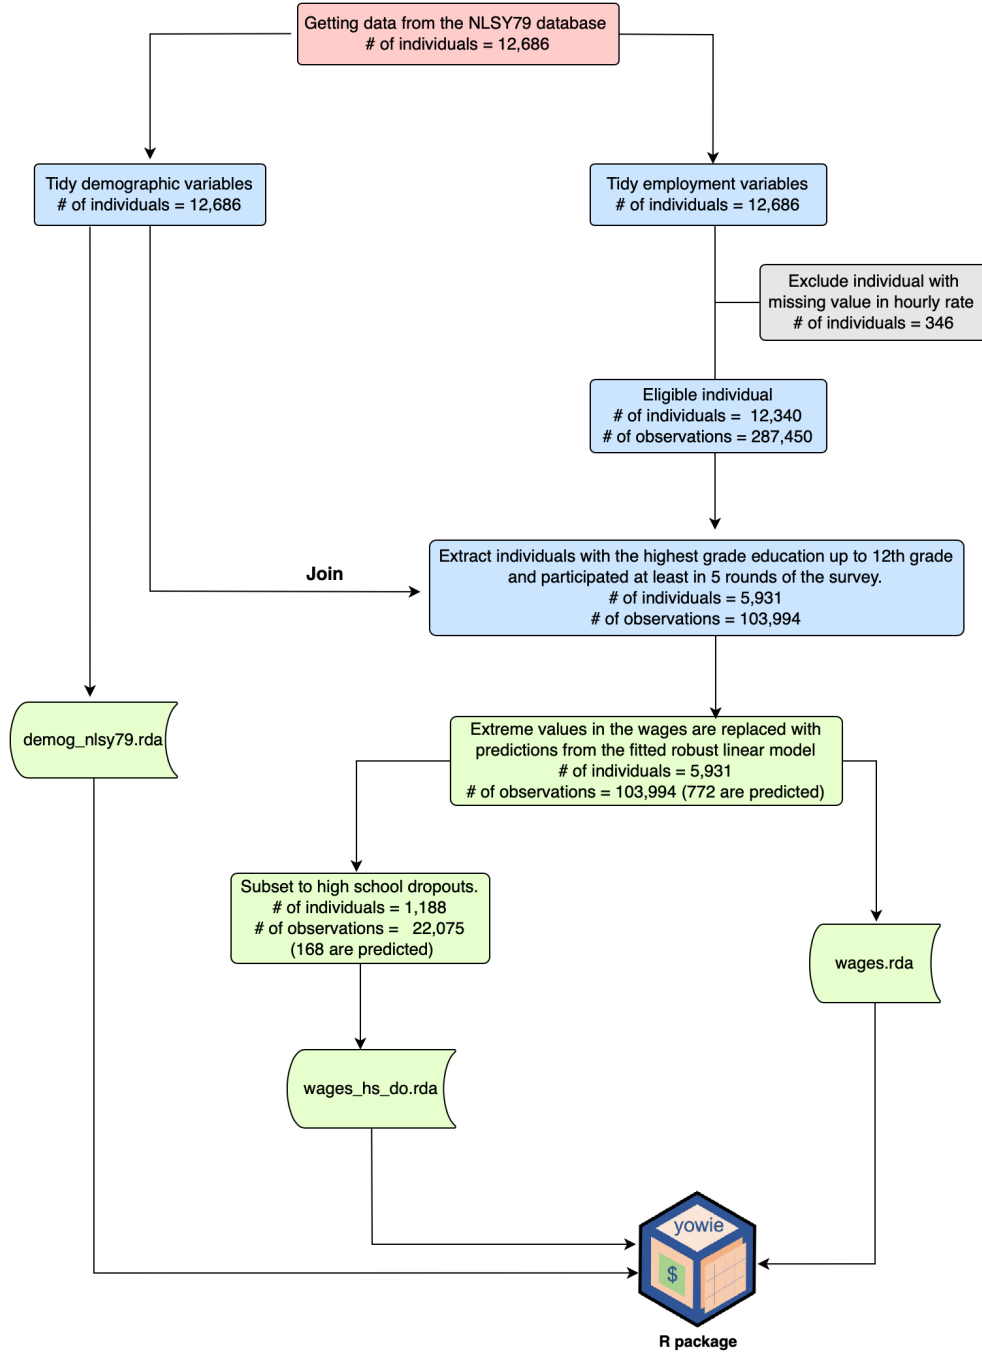 Getting data from the NLSY79 database
# of individuals = 12,686
Tidy demographic variables
# of individuals = 12,686
Tidy employment variables
# of individuals = 12,686
Exclude individual with
missing value in hourly rate
# of individuals = 346
Eligible individual
# of individuals = 12,340
# of observations = 287,450
Join
Extract individuals with the highest grade education up to 12th grade
and participated at least in 5 rounds of the survey.
# of individuals = 5,931
# of observations = 103,994
demog_nlsy79.rda
Extreme values in the wages are replaced with
predictions from the fitted robust linear model
# of individuals = 5,931
# of observations = 103,994 (772 are predicted)
Subset to high school dropouts.
# of individuals = 1,188
# of observations = 22,075
(168 are predicted)
wages.rda
wages_hs_do.rda
yowie
$
R package